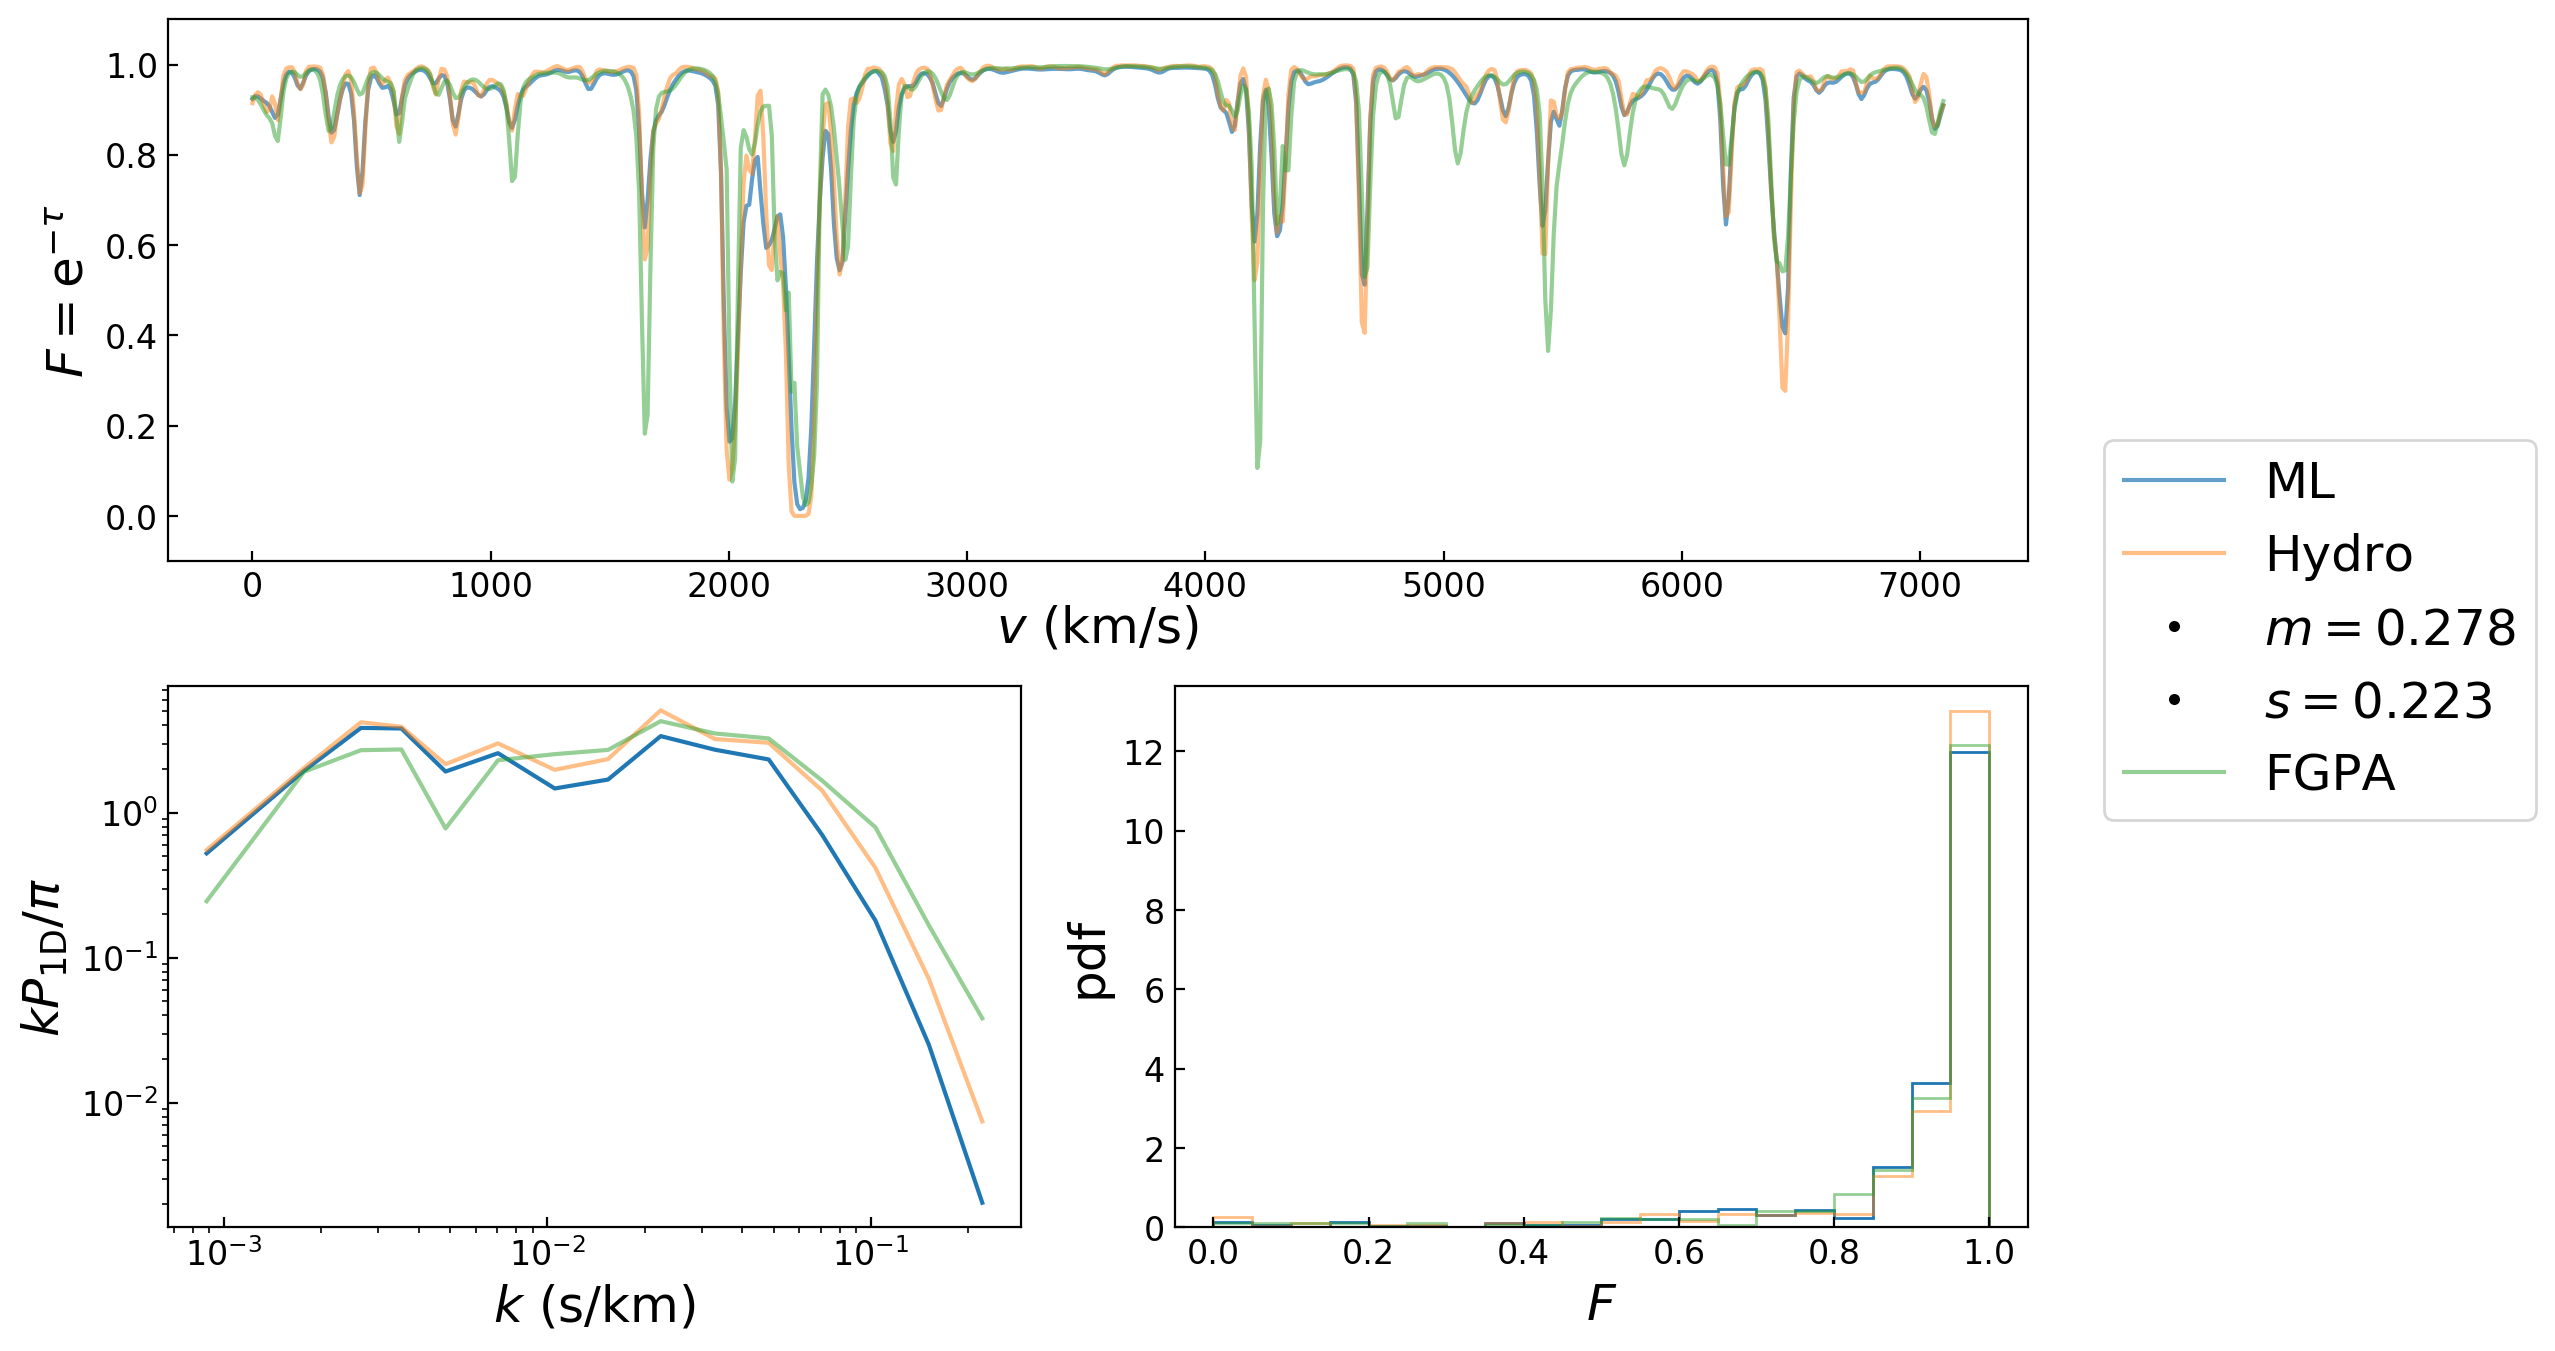 1.0
0.8
0.6
0.4
0.2
0.0
F = e^{−τ}
0 1000 2000 3000 4000 5000 6000 7000
v (km/s)
ML
Hydro
m = 0.278
s = 0.223
FGPA
10^0
10^{−1}
10^{−2}
kP_{1D}/π
10^{−3} 10^{−2} 10^{−1}
k (s/km)
12
10
8
6
4
2
0
pdf
0.0 0.2 0.4 0.6 0.8 1.0
F